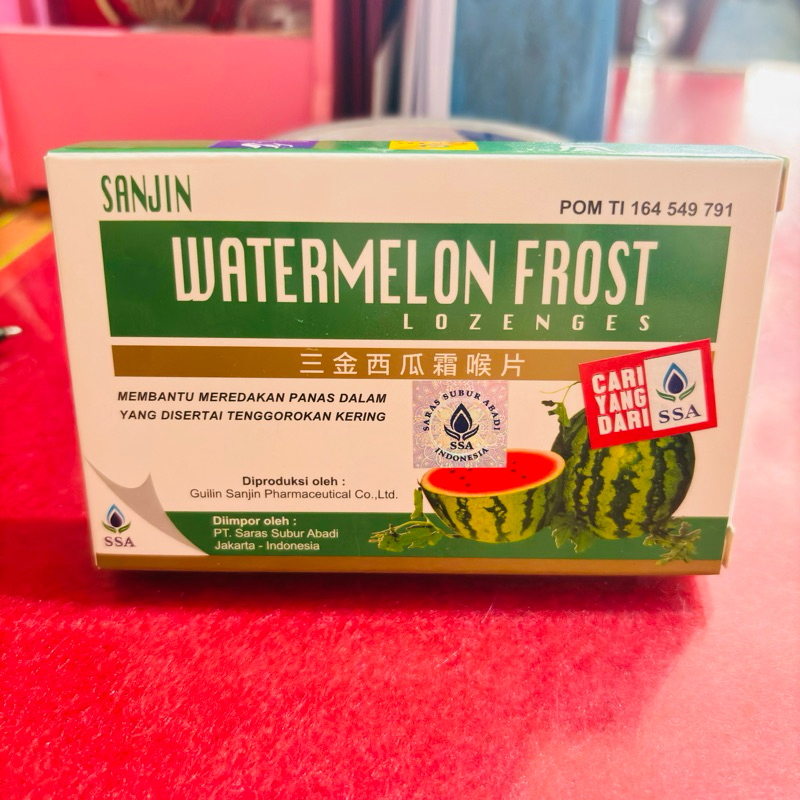 SANJIN
POM TI 164 549 791
WATERMELON FROST
LOZENGES
三金西瓜霜喉片
MEMBANTU MEREDAKAN PANAS DALAM
YANG DISERTAI TENGGOROKAN KERING
CARI
YANG
DARI
SSA
SARAS SUBUR ABADI
SSA
INDONESIA
Diproduksi oleh :
Guilin Sanjin Pharmaceutical Co.,Ltd.
Diimpor oleh :
PT. Saras Subur Abadi
Jakarta - Indonesia
SSA